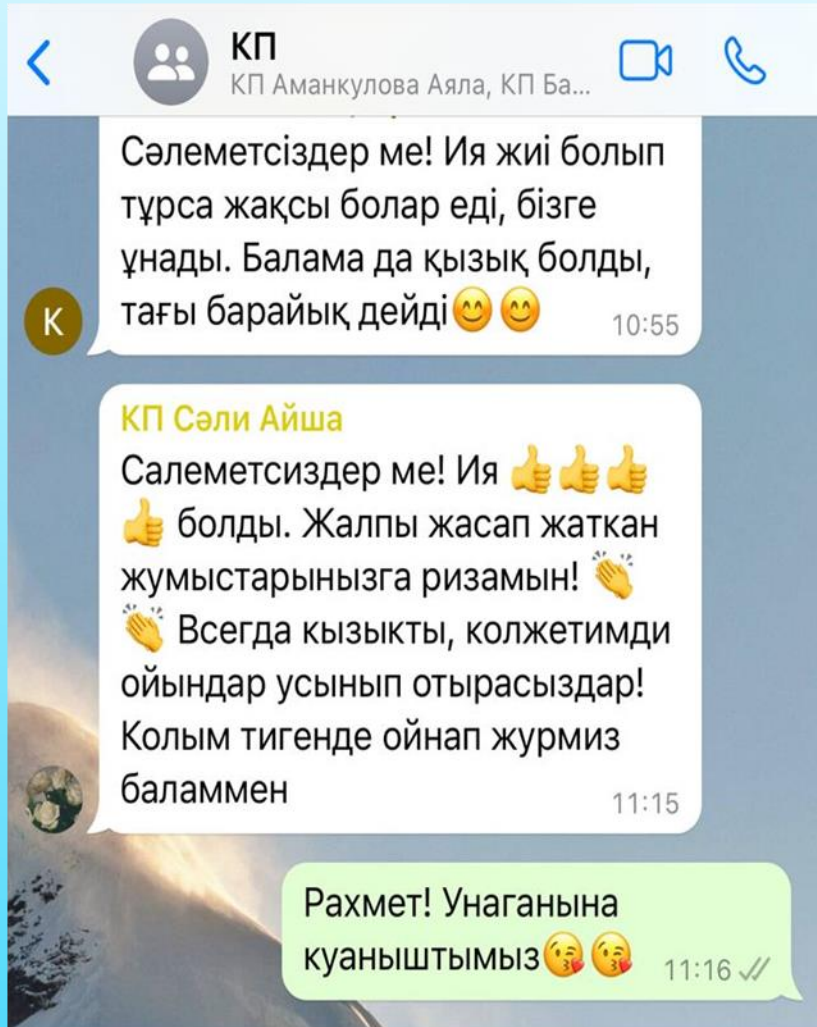 КП
КП Аманкулова Аяла, КП Ба...
Сәлеметсіздер ме! Ия жиі болып
тұрса жақсы болар еді, бізге
ұнады. Балама да қызық болды,
тағы барайық дейді😊😊
10:55
К
КП Сәли Айша
Салеметсиздер ме! Ия 👍👍👍
👍 болды. Жалпы жасап жаткан
жумыстарынызга ризамын! 👏
👏 Всегда кызыкты, колжетимди
ойындар усынып отырасыздар!
Колым тигенде ойнап журмиз
баламмен
11:15
Рахмет! Унаганына
куаныштымыз😘😘
11:16